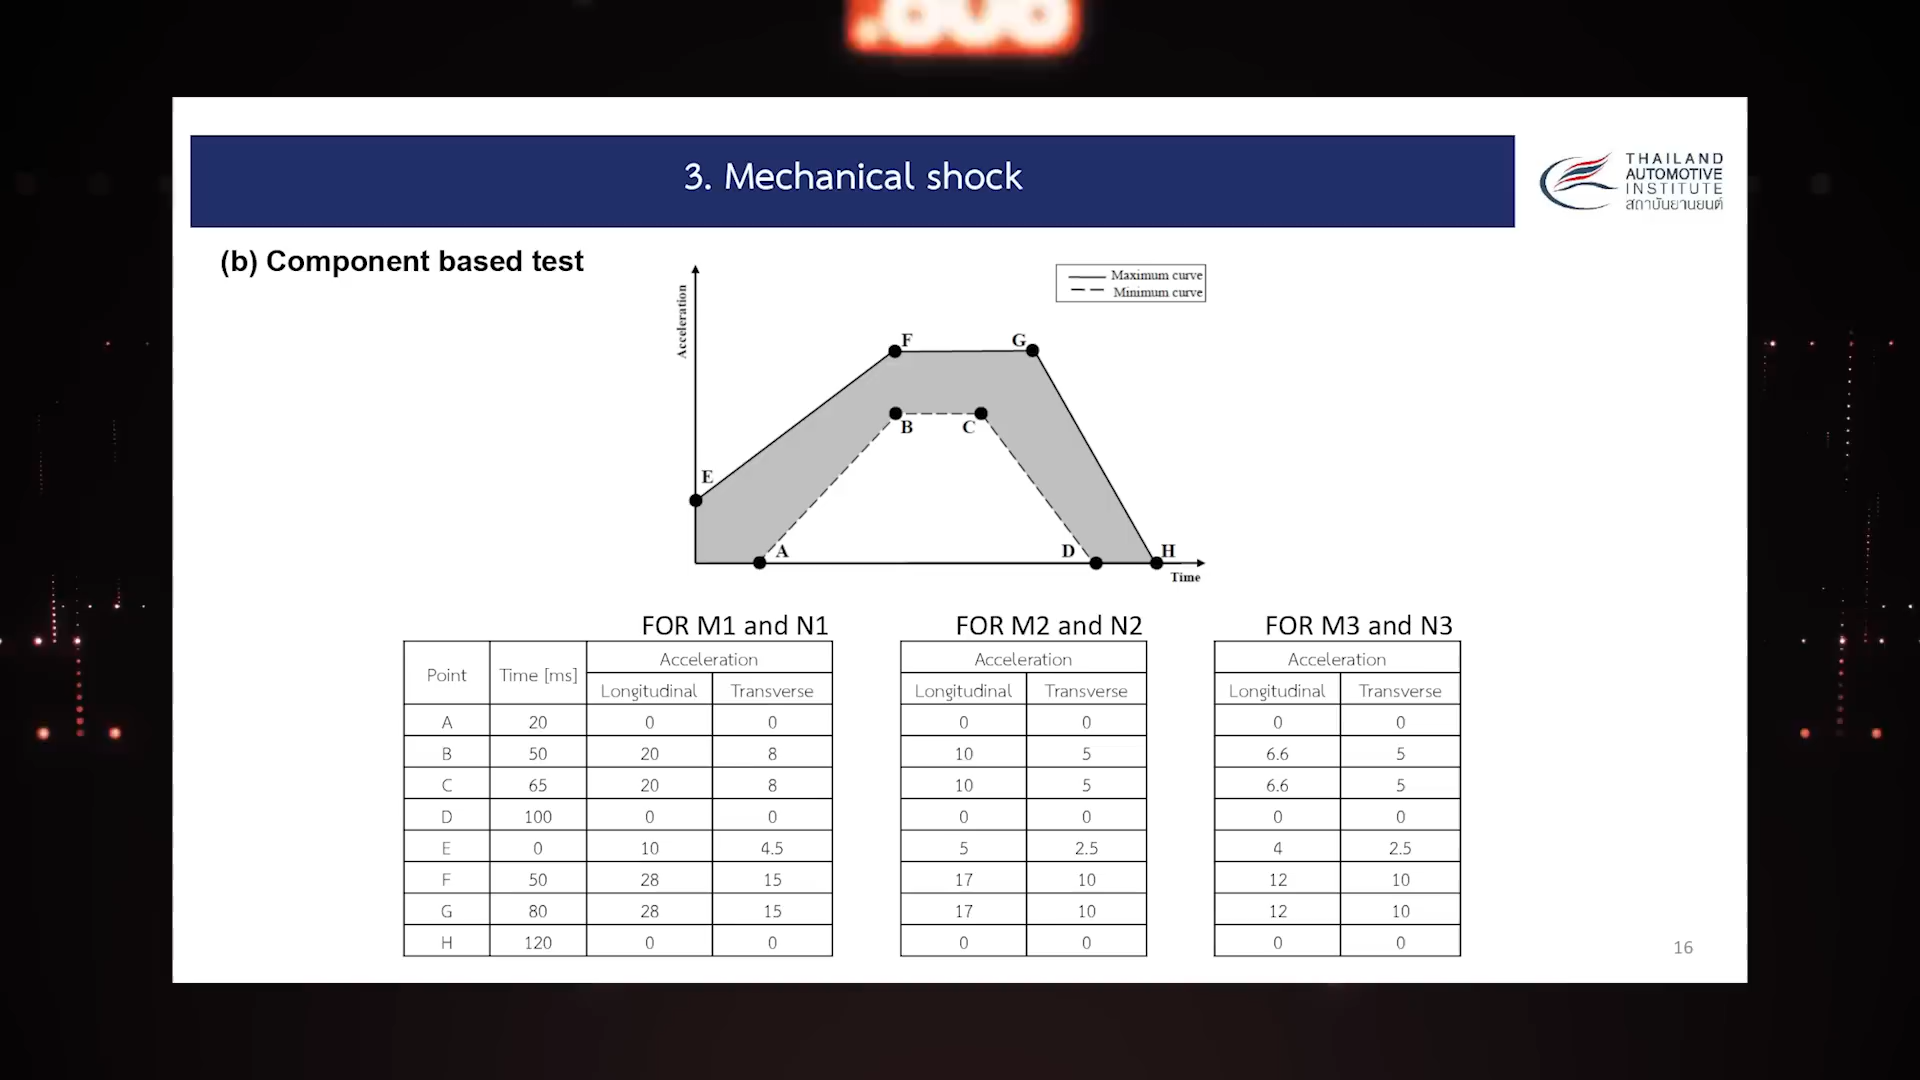 .606
3. Mechanical shock
THAILAND
AUTOMOTIVE
INSTITUTE
สถาบันยานยนต์
(b) Component based test
Acceleration
Maximum curve
Minimum curve
F
G
B
C
E
A
D
H
Time
FOR M1 and N1
Point Time [ms] Acceleration
Longitudinal Transverse
A 20 0 0
B 50 20 8
C 65 20 8
D 100 0 0
E 0 10 4.5
F 50 28 15
G 80 28 15
H 120 0 0
FOR M2 and N2
Acceleration
Longitudinal Transverse
0 0
10 5
10 5
0 0
5 2.5
17 10
17 10
0 0
FOR M3 and N3
Acceleration
Longitudinal Transverse
0 0
6.6 5
6.6 5
0 0
4 2.5
12 10
12 10
0 0
16